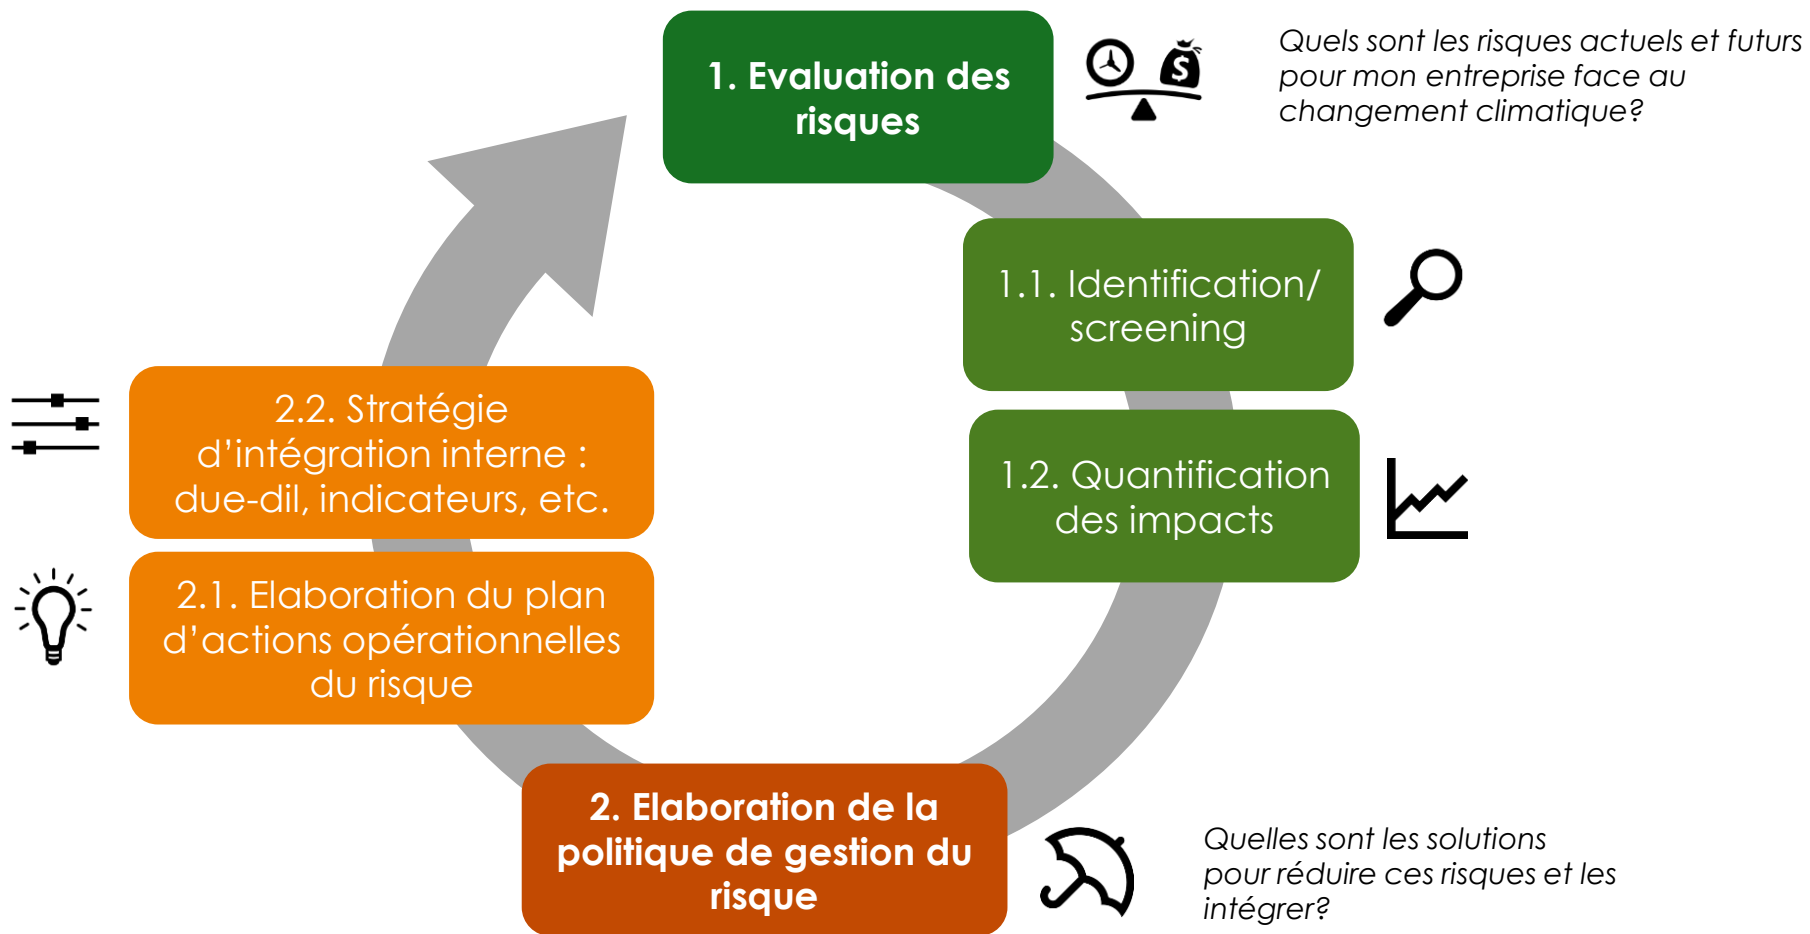 1. Evaluation des
risques
Quels sont les risques actuels et futurs
pour mon entreprise face au
changement climatique?
1.1. Identification/
screening
1.2. Quantification
des impacts
2. Elaboration de la
politique de gestion du
risque
Quelles sont les solutions
pour réduire ces risques et les
intégrer?
2.1. Elaboration du plan
d’actions opérationnelles
du risque
2.2. Stratégie
d’intégration interne :
due-dil, indicateurs, etc.
$